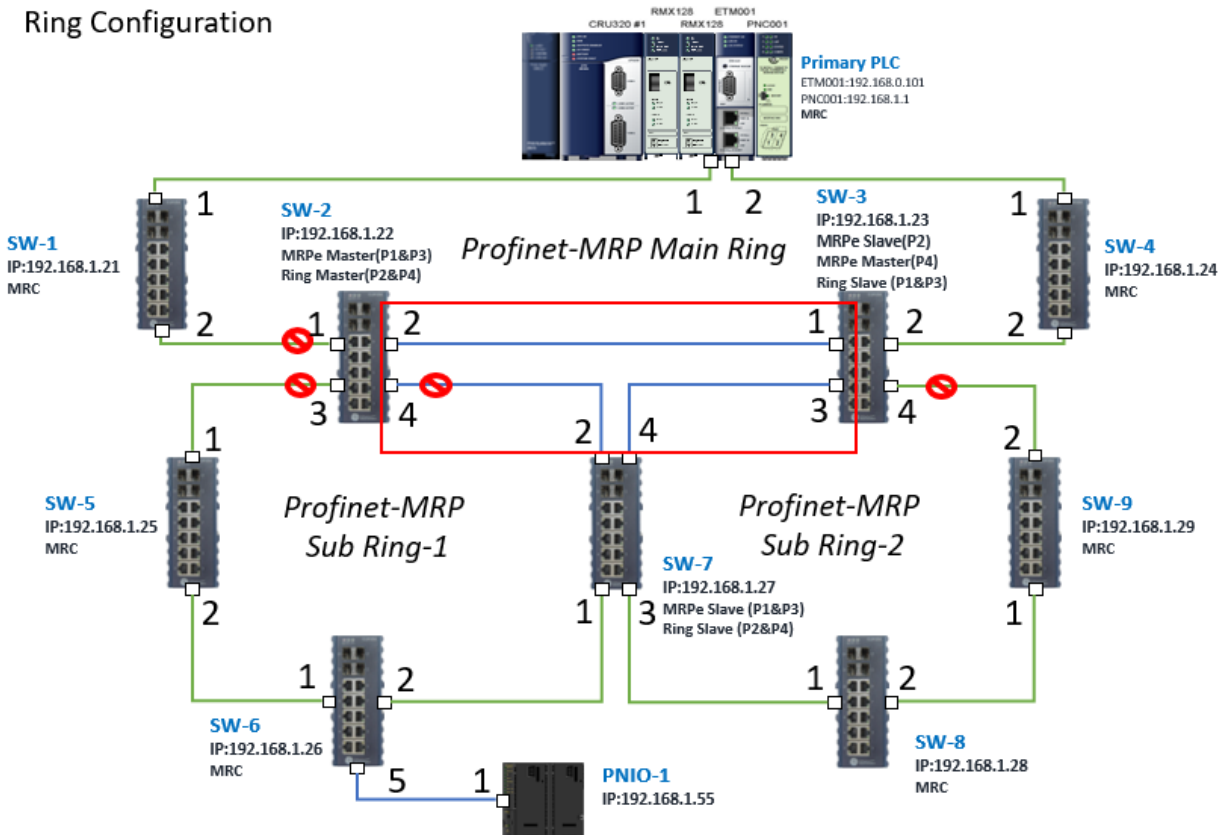 Ring Configuration
RMX128 ETM001
CRU320 #1 RMX128 PNC001
Primary PLC
ETM001:192.168.0.101
PNC001:192.168.1.1
MRC
1 2
1
SW-1
IP:192.168.1.21
MRC
2
SW-2
IP:192.168.1.22
MRPe Master(P1&P3)
Ring Master(P2&P4)
Profinet-MRP Main Ring
SW-3
IP:192.168.1.23
MRPe Slave(P2)
MRPe Master(P4)
Ring Slave (P1&P3)
1
SW-4
IP:192.168.1.24
MRC
2
1 2
3 4
1 2
3 4
2 4
1
SW-5
IP:192.168.1.25
MRC
2
Profinet-MRP
Sub Ring-1
Profinet-MRP
Sub Ring-2
2
SW-9
IP:192.168.1.29
MRC
1
SW-7
IP:192.168.1.27
MRPe Slave (P1&P3)
Ring Slave (P2&P4)
1 3
1 2
SW-6
IP:192.168.1.26
MRC
5 1
PNIO-1
IP:192.168.1.55
1 2
SW-8
IP:192.168.1.28
MRC